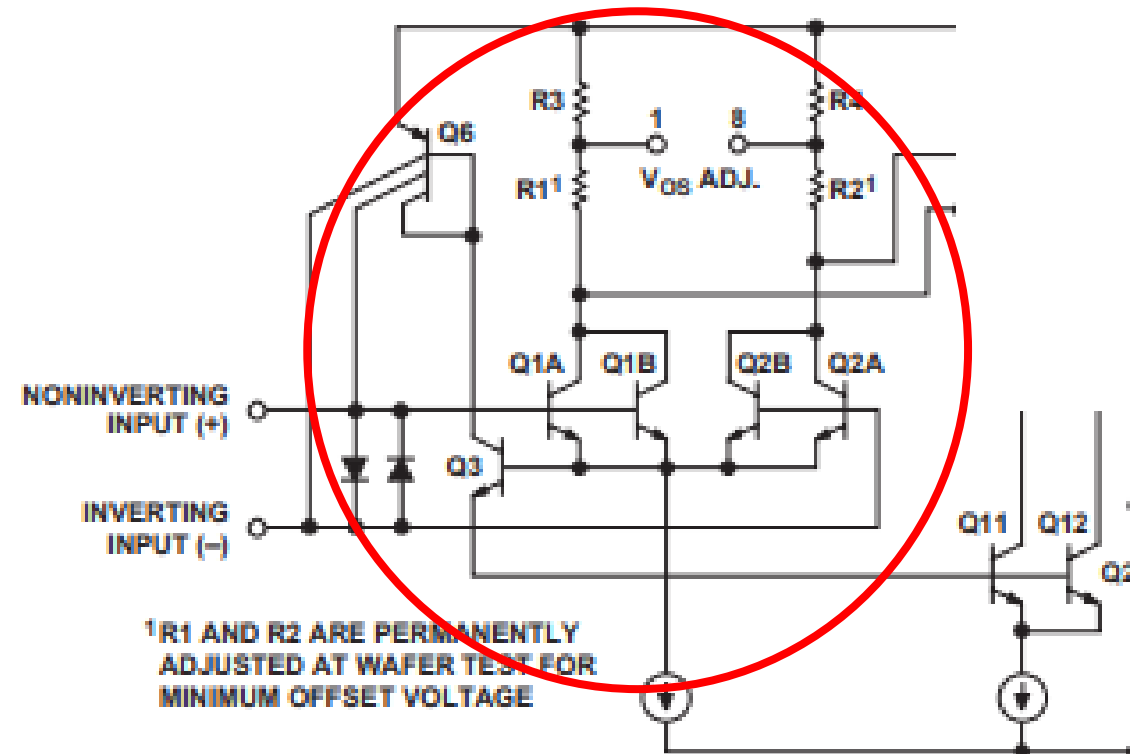 R3
R4
1
8
Q6
V_OS ADJ.
R1¹
R2¹
Q1A
Q1B
Q2B
Q2A
NONINVERTING
INPUT (+)
Q3
INVERTING
INPUT (–)
Q11
Q12
¹R1 AND R2 ARE PERMANENTLY
ADJUSTED AT WAFER TEST FOR
MINIMUM OFFSET VOLTAGE